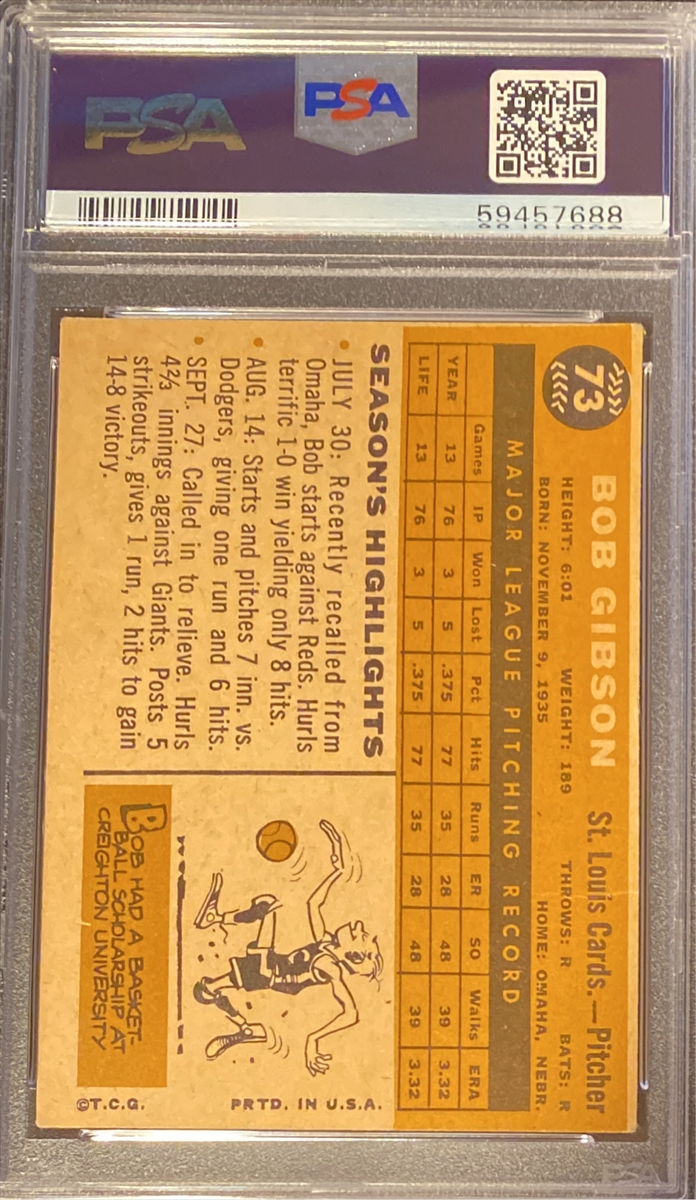 PSA
PSA
59457688
73
BOB GIBSON St. Louis Cards.—Pitcher
HEIGHT: 6:01 WEIGHT: 189 THROWS: R BATS: R
BORN: NOVEMBER 9, 1935 HOME: OMAHA, NEBR.
MAJOR LEAGUE PITCHING RECORD
Games IP Won Lost Pct Hits Runs ER SO Walks ERA
YEAR 13 76 3 5 .375 77 35 28 48 39 3.32
LIFE 13 76 3 5 .375 77 35 28 48 39 3.32
SEASON'S HIGHLIGHTS
• JULY 30: Recently recalled from
Omaha, Bob starts against Reds. Hurls
terrific 1-0 win yielding only 8 hits.
• AUG. 14: Starts and pitches 7 inn. vs.
Dodgers, giving one run and 6 hits.
• SEPT. 27: Called in to relieve. Hurls
4⅔ innings against Giants. Posts 5
strikeouts, gives 1 run, 2 hits to gain
14-8 victory.
BOB HAD A BASKET-
BALL SCHOLARSHIP AT
CREIGHTON UNIVERSITY
©T.C.G. PRTD. IN U.S.A.
PSA